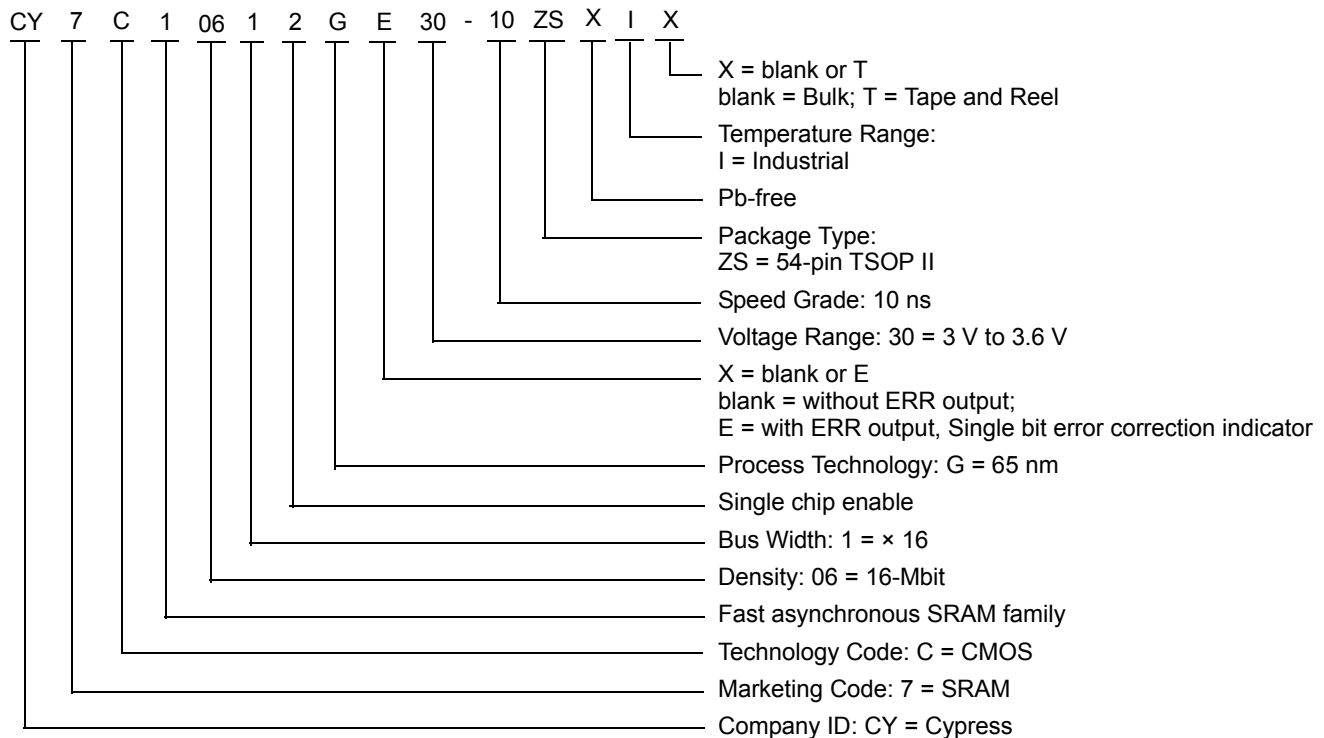 CY 7 C 1 06 1 2 G E 30 - 10 ZS X I X
X = blank or T
blank = Bulk; T = Tape and Reel
Temperature Range:
I = Industrial
Pb-free
Package Type:
ZS = 54-pin TSOP II
Speed Grade: 10 ns
Voltage Range: 30 = 3 V to 3.6 V
X = blank or E
blank = without ERR output;
E = with ERR output, Single bit error correction indicator
Process Technology: G = 65 nm
Single chip enable
Bus Width: 1 = × 16
Density: 06 = 16-Mbit
Fast asynchronous SRAM family
Technology Code: C = CMOS
Marketing Code: 7 = SRAM
Company ID: CY = Cypress